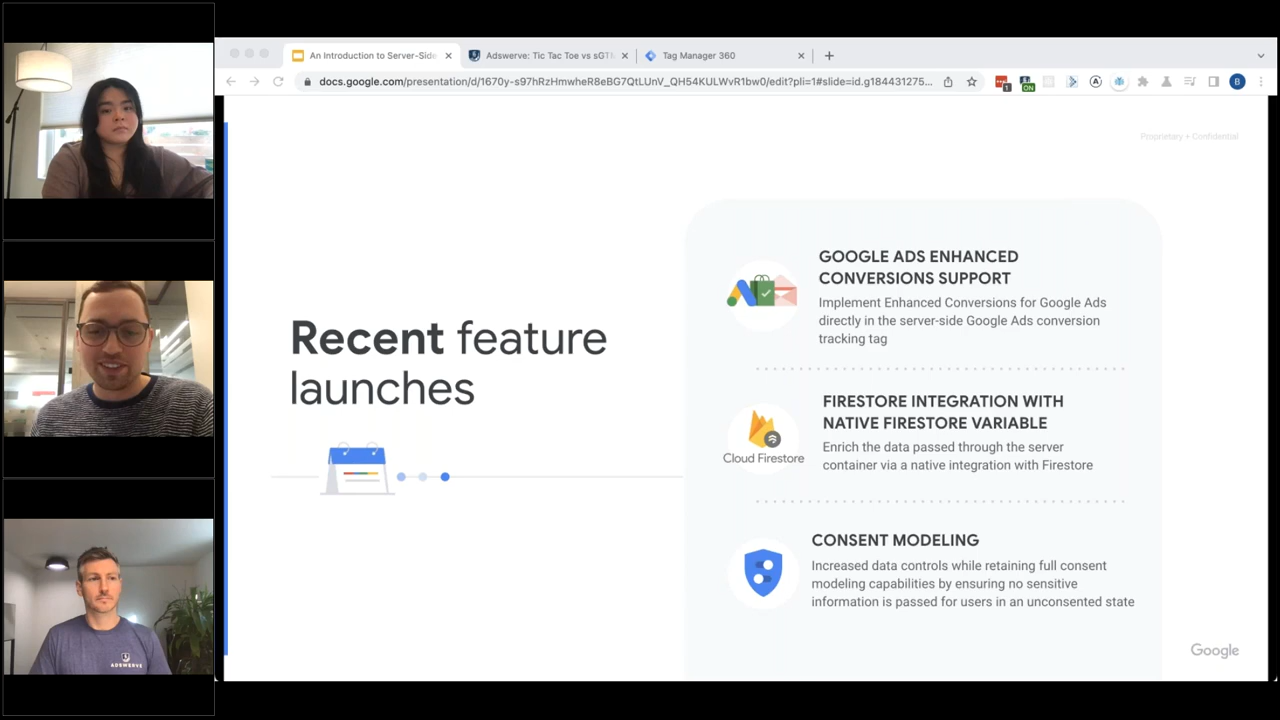 An Introduction to Server-Side
Adswerve: Tic Tac Toe vs sGT
Tag Manager 360
docs.google.com/presentation/d/1670y-s97hRzHmwheR8eBG7QtLUnV_QH54KULWvR1bw0/edit?pli=1#slide=id.g184431275...
1
ON
A
B
Proprietary + Confidential
Recent feature
launches
GOOGLE ADS ENHANCED
CONVERSIONS SUPPORT
Implement Enhanced Conversions for Google Ads
directly in the server-side Google Ads conversion
tracking tag
FIRESTORE INTEGRATION WITH
NATIVE FIRESTORE VARIABLE
Cloud Firestore
Enrich the data passed through the server
container via a native integration with Firestore
CONSENT MODELING
Increased data controls while retaining full consent
modeling capabilities by ensuring no sensitive
information is passed for users in an unconsented state
Google
ADSWERVE